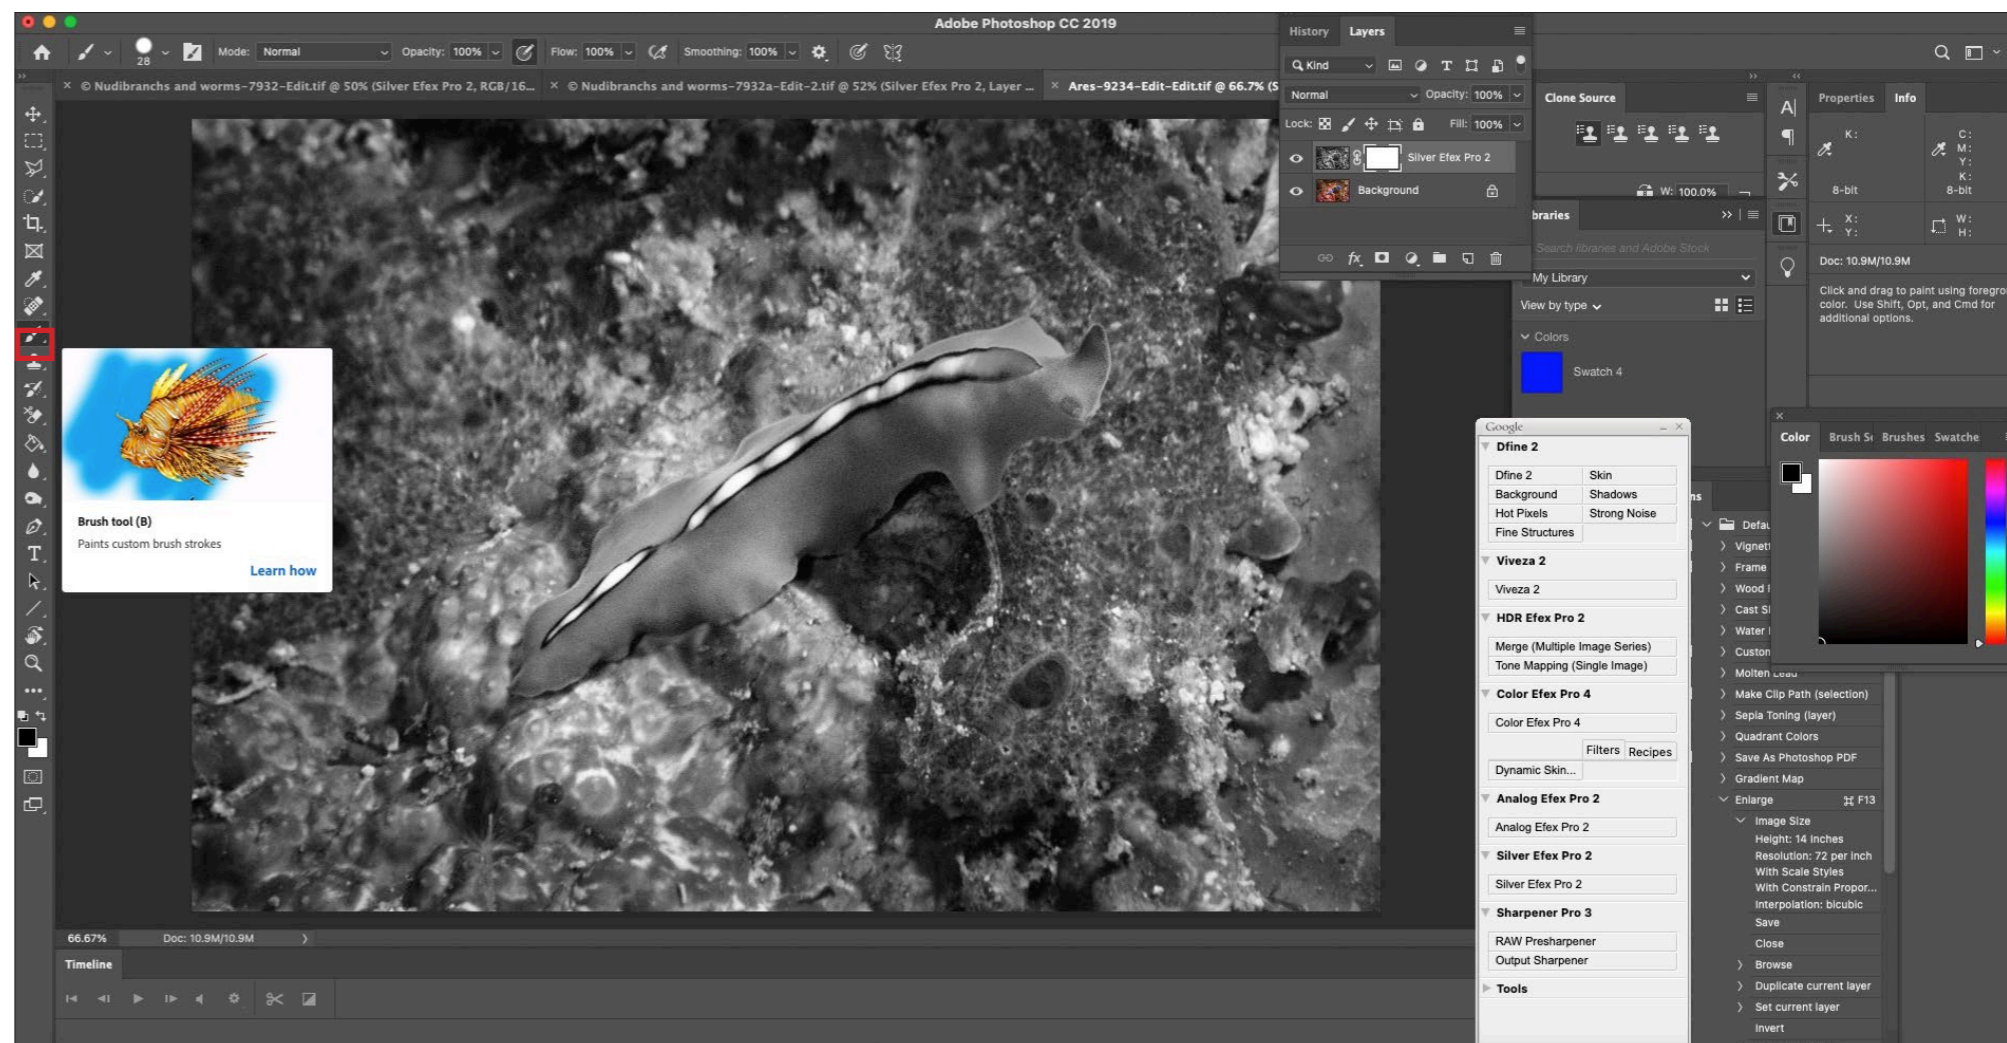 Adobe Photoshop CC 2019
28
Mode: Normal
Opacity: 100%
Flow: 100%
Smoothing: 100%
× © Nudibranchs and worms-7932-Edit.tif @ 50% (Silver Efex Pro 2, RGB/16...
× © Nudibranchs and worms-7932a-Edit-2.tif @ 52% (Silver Efex Pro 2, Layer ...
× Ares-9234-Edit-Edit.tif @ 66.7% (S
History Layers
Kind
Normal Opacity: 100%
Lock: Fill: 100%
Silver Efex Pro 2
Background
fx
Clone Source
W: 100.0%
braries
Search libraries and Adobe Stock
My Library
View by type
Colors
Swatch 4
Properties Info
K:
8-bit
C:
M:
Y:
K:
8-bit
X:
Y:
W:
H:
Doc: 10.9M/10.9M
Click and drag to paint using foregro
color. Use Shift, Opt, and Cmd for
additional options.
Brush tool (B)
Paints custom brush strokes
Learn how
Color Brush Se Brushes Swatche
Google
Dfine 2
Dfine 2 Skin
Background Shadows
Hot Pixels Strong Noise
Fine Structures
Viveza 2
Viveza 2
HDR Efex Pro 2
Merge (Multiple Image Series)
Tone Mapping (Single Image)
Color Efex Pro 4
Color Efex Pro 4
Filters Recipes
Dynamic Skin...
Analog Efex Pro 2
Analog Efex Pro 2
Silver Efex Pro 2
Silver Efex Pro 2
Sharpener Pro 3
RAW Presharpener
Output Sharpener
Tools
ns
Defau
Vignett
Frame
Wood F
Cast S
Water
Custon
Molten Lead
Make Clip Path (selection)
Sepia Toning (layer)
Quadrant Colors
Save As Photoshop PDF
Gradient Map
Enlarge ⌘ F13
Image Size
Height: 14 inches
Resolution: 72 per inch
With Scale Styles
With Constrain Propor...
Interpolation: bicubic
Save
Close
Browse
Duplicate current layer
Set current layer
Invert
66.67% Doc: 10.9M/10.9M
Timeline